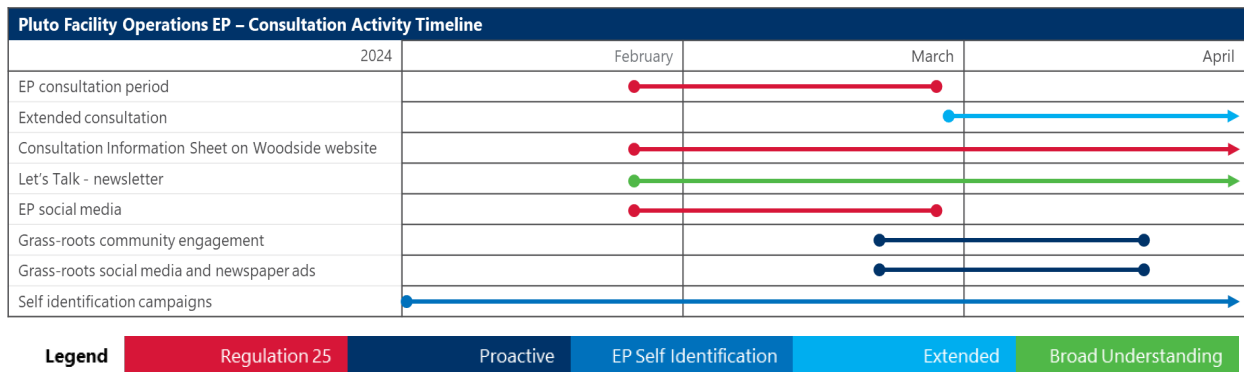 Pluto Facility Operations EP – Consultation Activity Timeline
2024 February March April
EP consultation period
Extended consultation
Consultation Information Sheet on Woodside website
Let's Talk - newsletter
EP social media
Grass-roots community engagement
Grass-roots social media and newspaper ads
Self identification campaigns
Legend Regulation 25 Proactive EP Self Identification Extended Broad Understanding